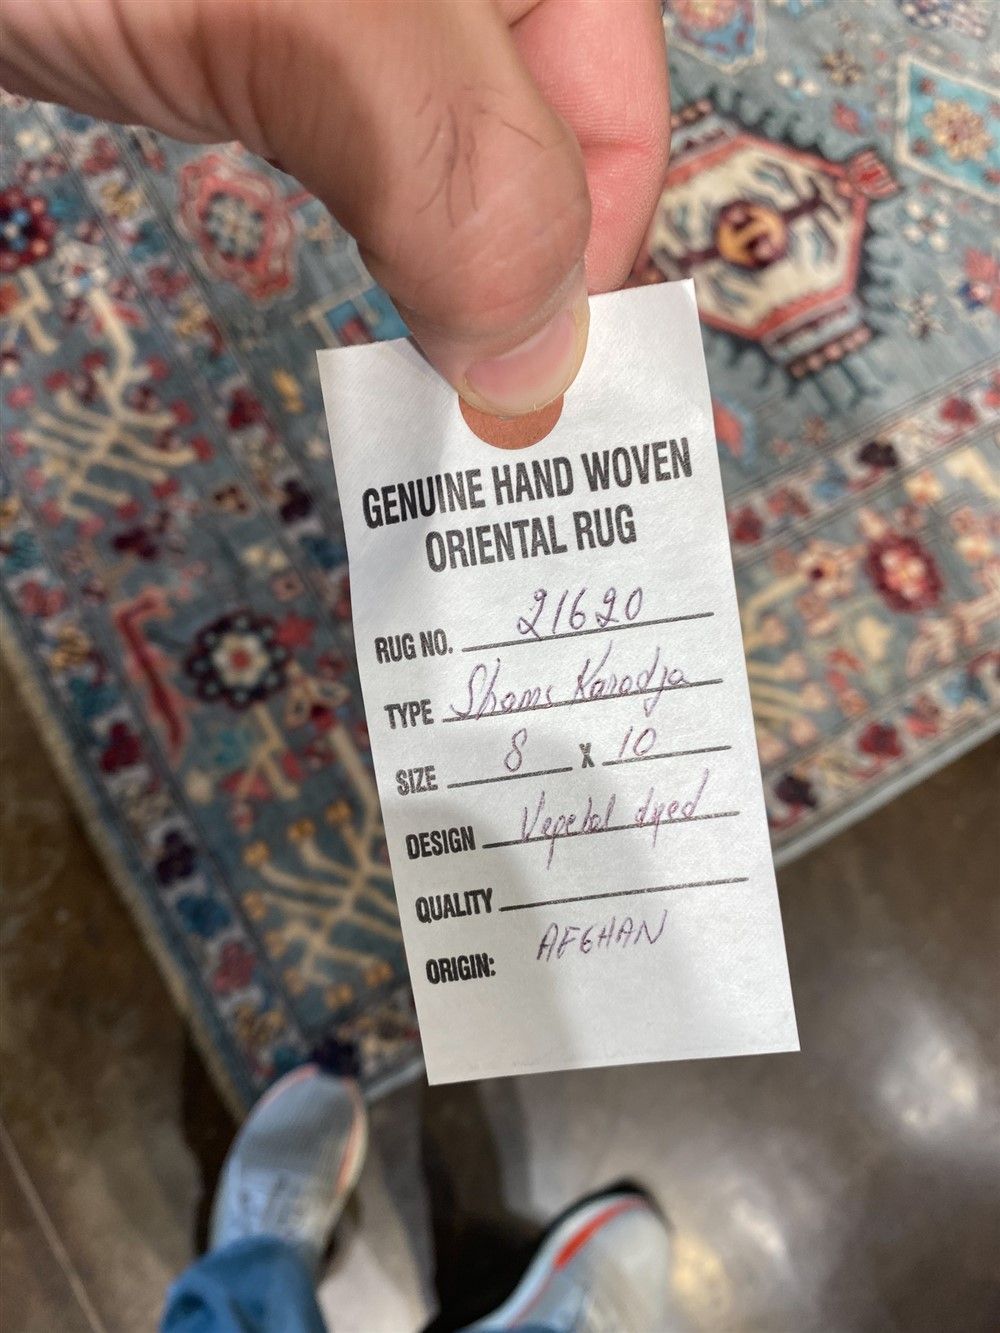 GENUINE HAND WOVEN
ORIENTAL RUG
RUG NO. 21620
TYPE Shams Karadja
SIZE 8 X 10
DESIGN Vegetal dyed
QUALITY
ORIGIN: AFGHAN